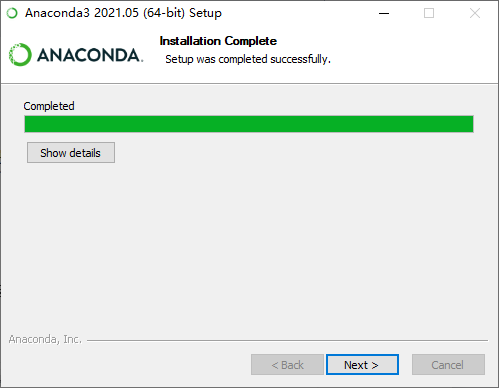 Anaconda3 2021.05 (64-bit) Setup
ANACONDA.
Installation Complete
Setup was completed successfully.
Completed
Show details
Anaconda, Inc.
< Back
Next >
Cancel